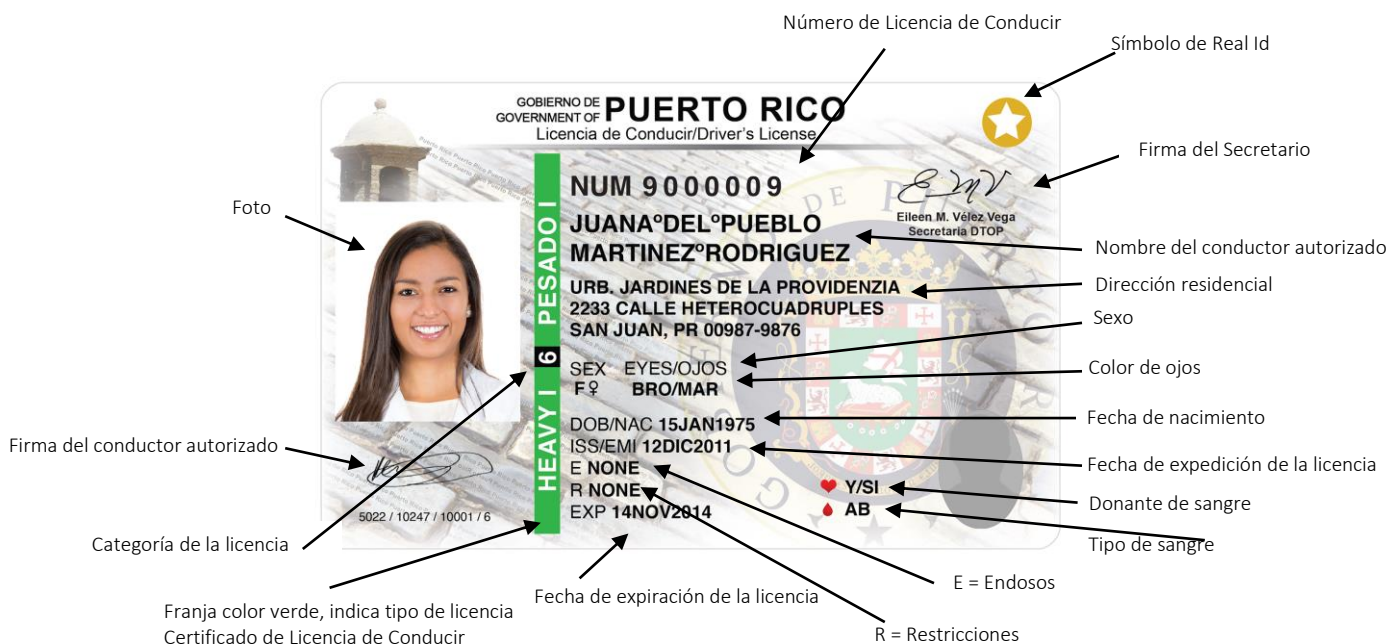 Número de Licencia de Conducir
Símbolo de Real Id
GOBIERNO DE
GOVERNMENT OF PUERTO RICO
Licencia de Conducir/Driver's License
Firma del Secretario
Foto
HEAVY I 6 PESADO I
NUM 9000009
Eileen M. Vélez Vega
Secretaria DTOP
JUANAºDELºPUEBLO
MARTINEZºRODRIGUEZ
Nombre del conductor autorizado
URB. JARDINES DE LA PROVIDENZIA
2233 CALLE HETEROCUADRUPLES
SAN JUAN, PR 00987-9876
Dirección residencial
Sexo
SEX EYES/OJOS
F♀ BRO/MAR
Color de ojos
DOB/NAC 15JAN1975
Fecha de nacimiento
ISS/EMI 12DIC2011
Fecha de expedición de la licencia
Firma del conductor autorizado
E NONE
R NONE
EXP 14NOV2014
Y/SI
AB
Donante de sangre
Tipo de sangre
5022 / 10247 / 10001 / 6
Categoría de la licencia
Franja color verde, indica tipo de licencia
Certificado de Licencia de Conducir
Fecha de expiración de la licencia
E = Endosos
R = Restricciones